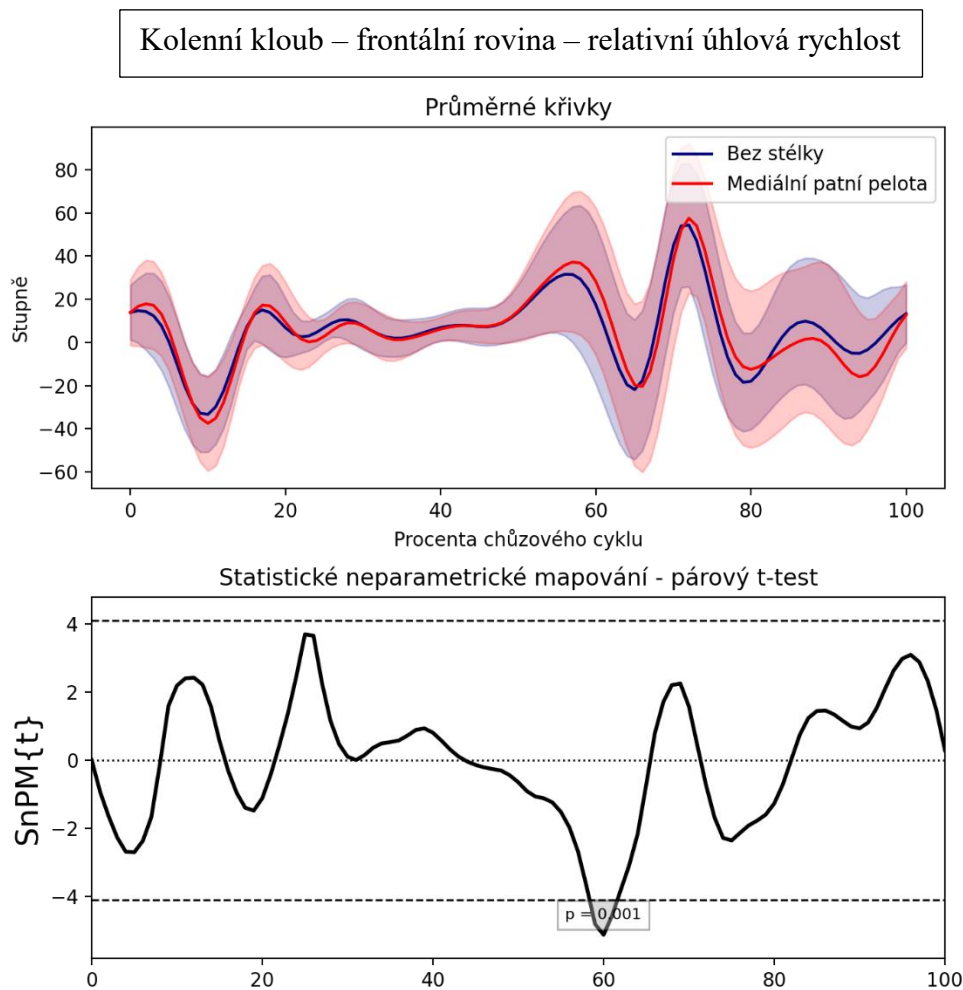 Kolenní kloub – frontální rovina – relativní úhlová rychlost
Průměrné křivky
Bez stélky
Mediální patní pelota
Stupně
80
60
40
20
0
−20
−40
−60
0 20 40 60 80 100
Procenta chůzového cyklu
Statistické neparametrické mapování - párový t-test
SnPM{t}
4
2
0
−2
−4
p = 0.001
0 20 40 60 80 100